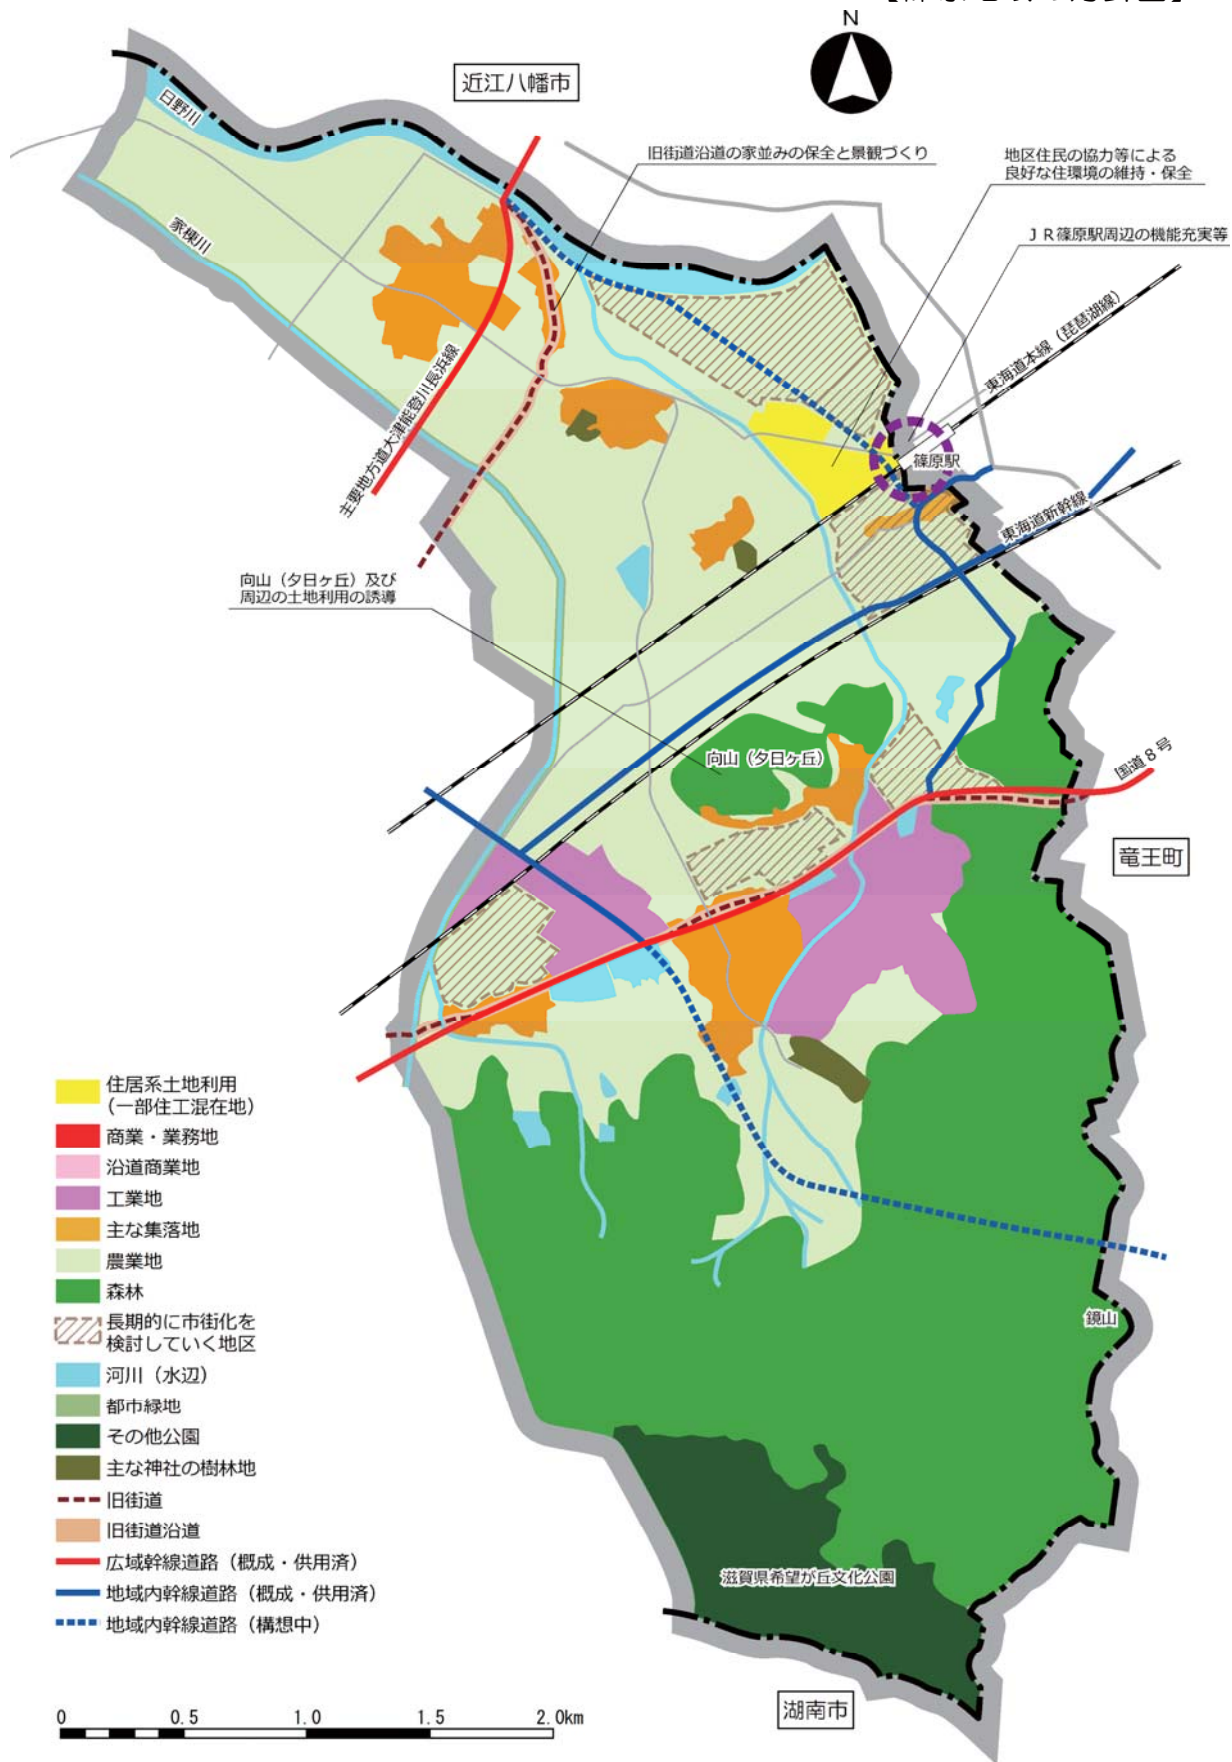 N
近江八幡市
日野川
旧街道沿道の家並みの保全と景観づくり
地区住民の協力等による
良好な住環境の維持・保全
家棟川
ＪＲ篠原駅周辺の機能充実等
東海道本線（琵琶湖線）
主要地方道大津能登川長浜線
篠原駅
東海道新幹線
向山（夕日ヶ丘）及び
周辺の土地利用の誘導
向山（夕日ヶ丘）
国道８号
竜王町
住居系土地利用
（一部住工混在地）
商業・業務地
沿道商業地
工業地
主な集落地
農業地
森林
長期的に市街化を
検討していく地区
河川（水辺）
都市緑地
その他公園
主な神社の樹林地
旧街道
旧街道沿道
広域幹線道路（概成・供用済）
地域内幹線道路（概成・供用済）
地域内幹線道路（構想中）
鏡山
滋賀県希望が丘文化公園
湖南市
0 0.5 1.0 1.5 2.0km